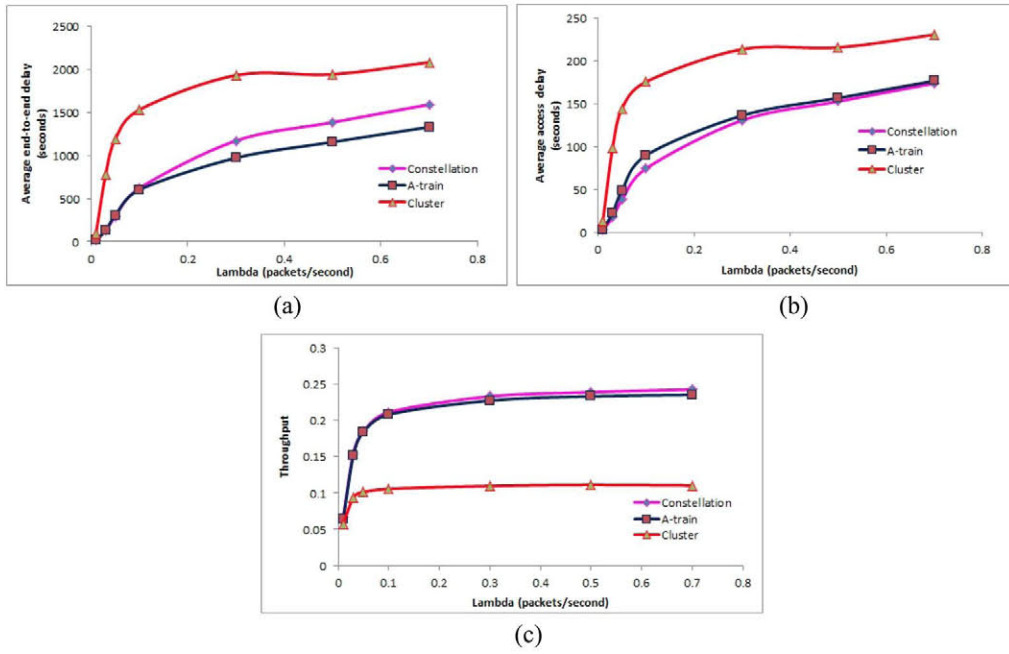 2500
2000
1500
1000
500
0
Average end-to-end delay
(seconds)
0
0.2
0.4
0.6
0.8
Lambda (packets/second)
Constellation
A-train
Cluster
(a)
250
200
150
100
50
0
Average access delay
(seconds)
0
0.2
0.4
0.6
0.8
Lambda (packets/second)
Constellation
A-train
Cluster
(b)
0.3
0.25
0.2
0.15
0.1
0.05
0
Throughput
0
0.1
0.2
0.3
0.4
0.5
0.6
0.7
0.8
Lambda (packets/second)
Constellation
A-train
Cluster
(c)